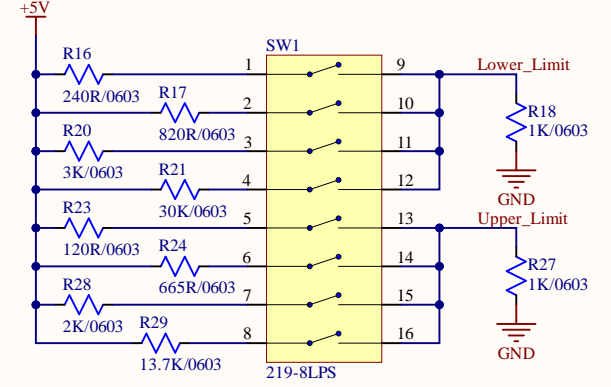 +5V
SW1
R16
1
9
Lower_Limit
240R/0603
R17
2
10
R18
820R/0603
1K/0603
R20
3
11
3K/0603
R21
4
12
30K/0603
GND
R23
5
13
Upper_Limit
120R/0603
R24
6
14
R27
665R/0603
1K/0603
R28
7
15
2K/0603
R29
8
16
13.7K/0603
GND
219-8LPS